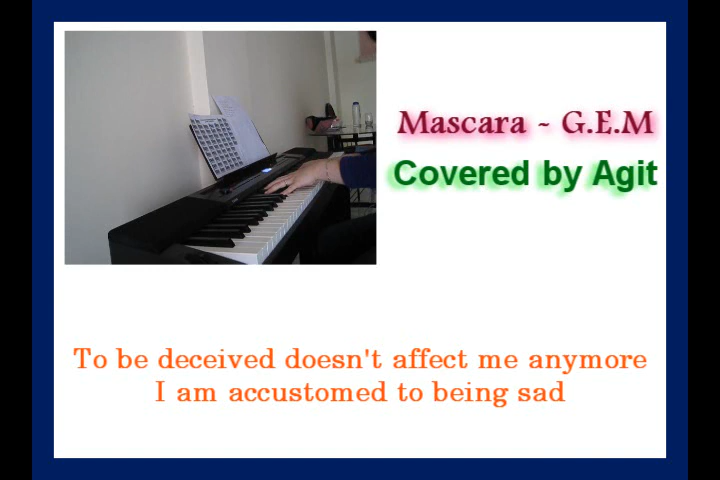 Mascara ~ G.E.M
Covered by Agit
To be deceived doesn't affect me anymore
I am accustomed to being sad